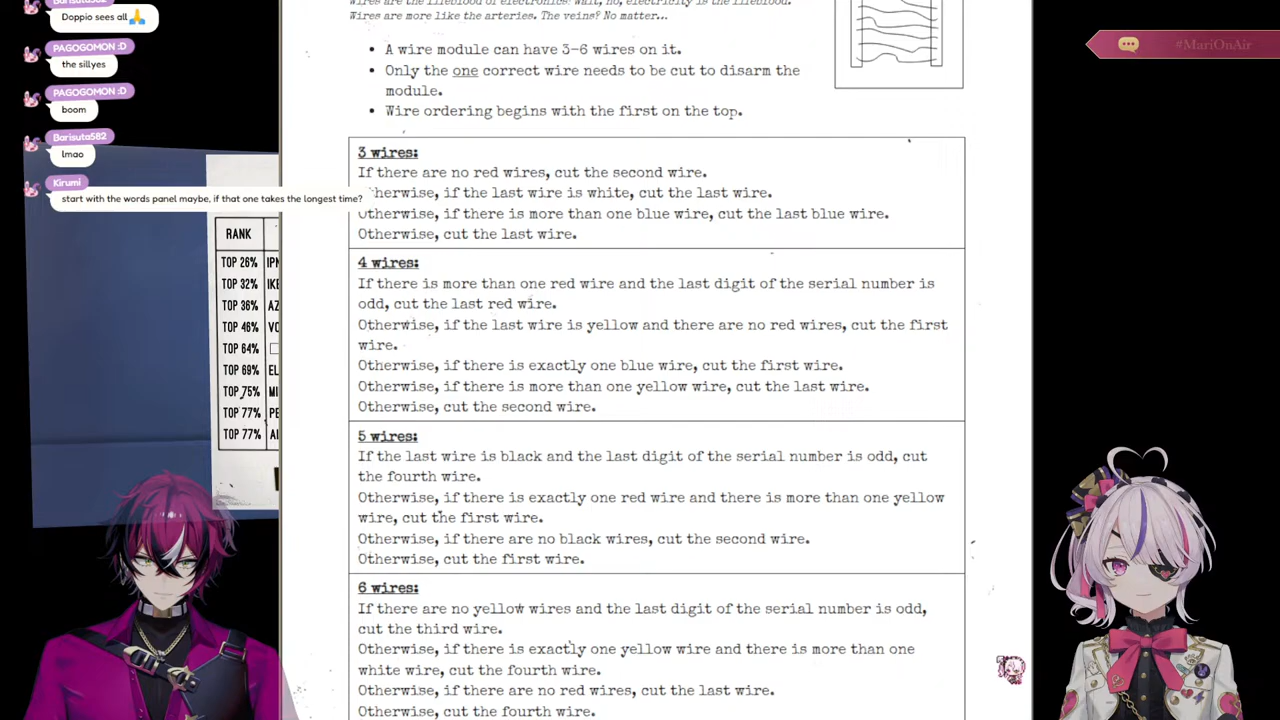 Barisuta582
Doppio sees all🙏
PAGOGOMON :D
the sillyes
PAGOGOMON :D
boom
Barisuta582
lmao
Kirumi
start with the words panel maybe, if that one takes the longest time?
RANK
TOP 26%
TOP 32%
TOP 36%
TOP 46%
TOP 64%
TOP 69%
TOP 75%
TOP 77%
TOP 77%
Wires are the lifeblood of electronics! Wait, no, electricity is the lifeblood.
Wires are more like the arteries. The veins? No matter…
• A wire module can have 3-6 wires on it.
• Only the one correct wire needs to be cut to disarm the
module.
• Wire ordering begins with the first on the top.
3 wires:
If there are no red wires, cut the second wire.
Otherwise, if the last wire is white, cut the last wire.
Otherwise, if there is more than one blue wire, cut the last blue wire.
Otherwise, cut the last wire.
4 wires:
If there is more than one red wire and the last digit of the serial number is
odd, cut the last red wire.
Otherwise, if the last wire is yellow and there are no red wires, cut the first
wire.
Otherwise, if there is exactly one blue wire, cut the first wire.
Otherwise, if there is more than one yellow wire, cut the last wire.
Otherwise, cut the second wire.
5 wires:
If the last wire is black and the last digit of the serial number is odd, cut
the fourth wire.
Otherwise, if there is exactly one red wire and there is more than one yellow
wire, cut the first wire.
Otherwise, if there are no black wires, cut the second wire.
Otherwise, cut the first wire.
6 wires:
If there are no yellow wires and the last digit of the serial number is odd,
cut the third wire.
Otherwise, if there is exactly one yellow wire and there is more than one
white wire, cut the fourth wire.
Otherwise, if there are no red wires, cut the last wire.
Otherwise, cut the fourth wire.
#MariOnAir